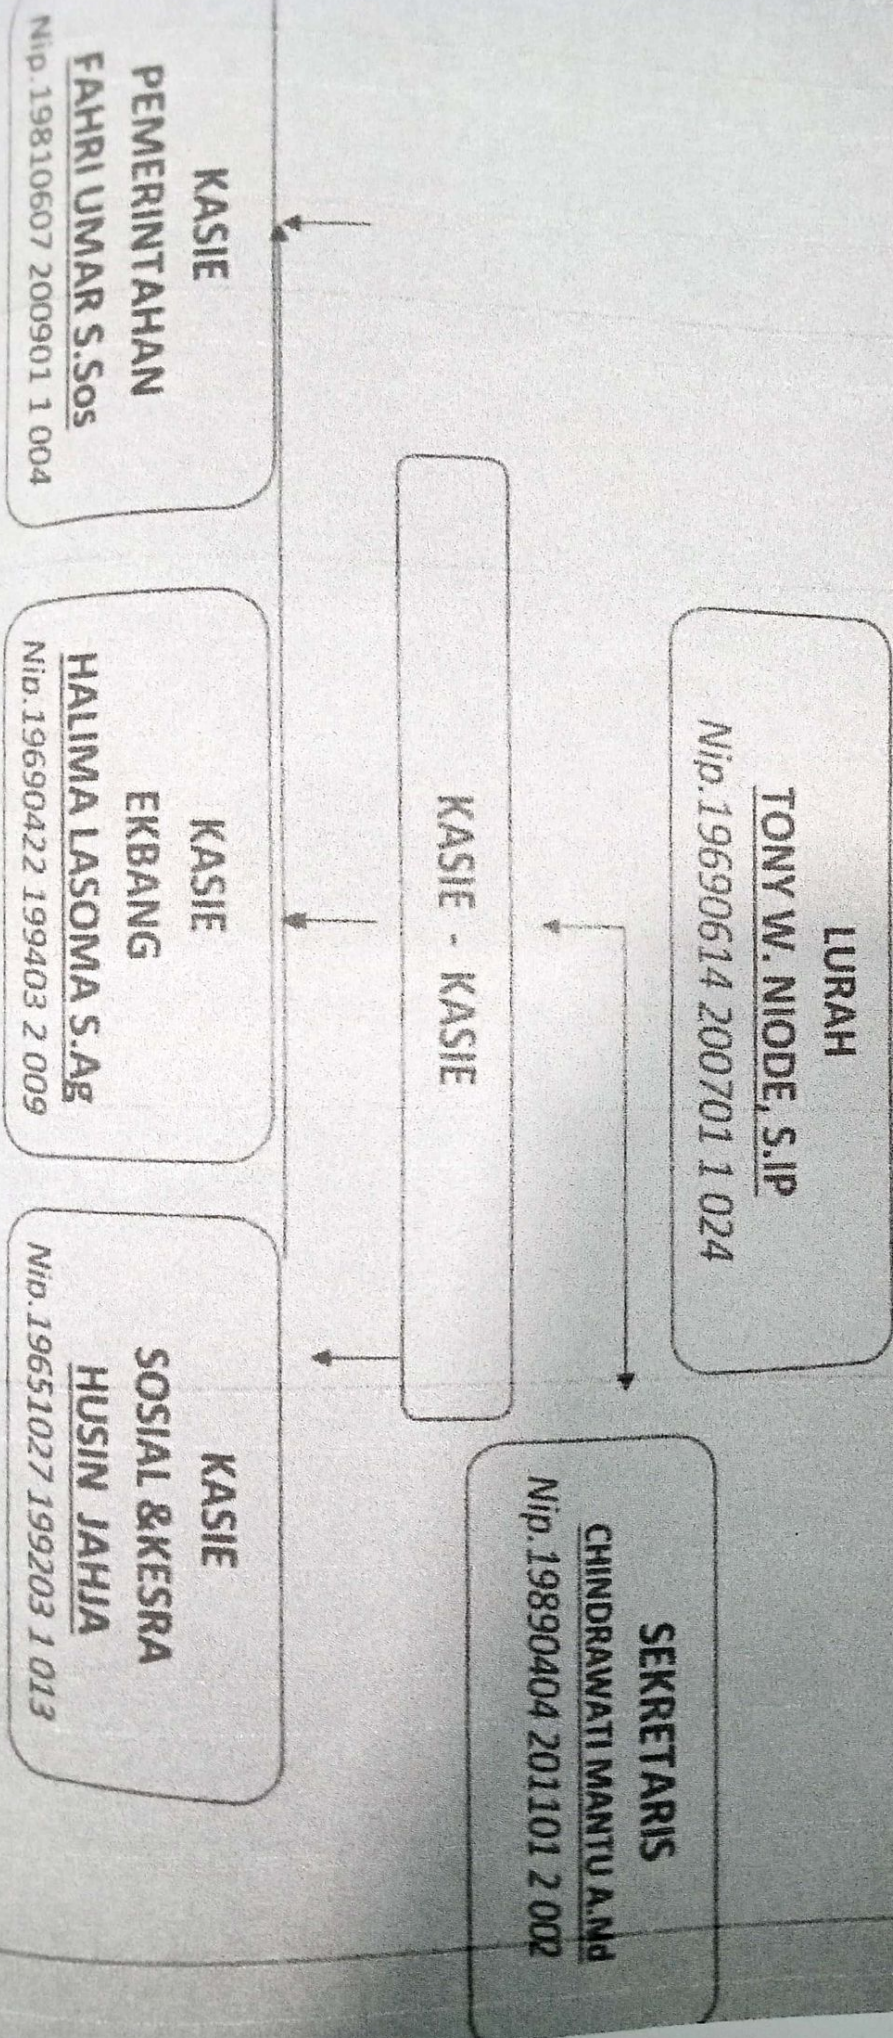 LURAH
TONY W. NIODE, S.IP
Nip.19690614 200701 1 024
SEKRETARIS
CHINDRAWATI MANTU A.Nd
Nip.19890404 201101 2 002
KASIE - KASIE
KASIE
PEMERINTAHAN
FAHRI UMAR S.Sos
Nip.19810607 200901 1 004
KASIE
EKBANG
HALIMA LASOMA S.Ag
Nip.19690422 199403 2 009
KASIE
SOSIAL &KESRA
HUSIN JAHJA
Nip.19651027 199203 1 013